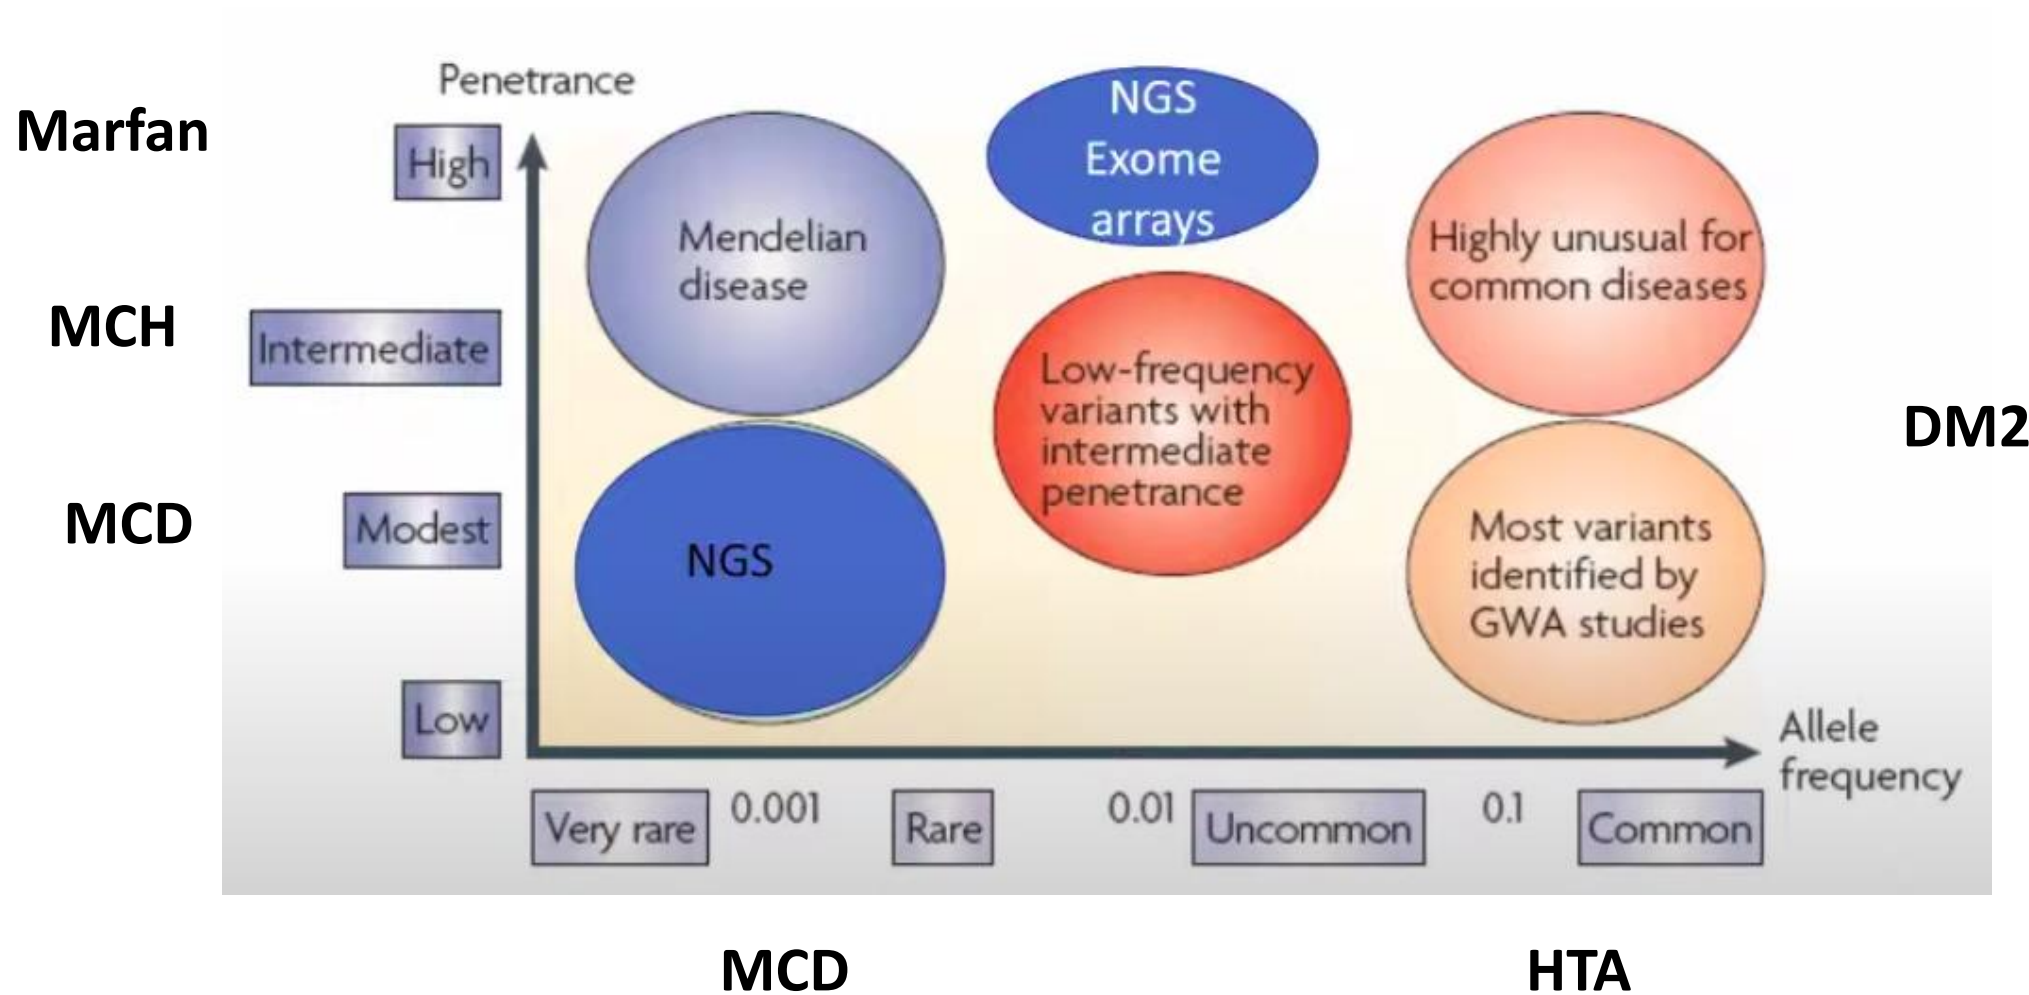 Penetrance
Marfan
High
MCH
Intermediate
MCD
Modest
Low
Mendelian
disease
NGS
NGS
Exome
arrays
Low-frequency
variants with
intermediate
penetrance
Highly unusual for
common diseases
Most variants
identified by
GWA studies
DM2
Allele
frequency
Very rare
0.001
Rare
0.01
Uncommon
0.1
Common
MCD
HTA